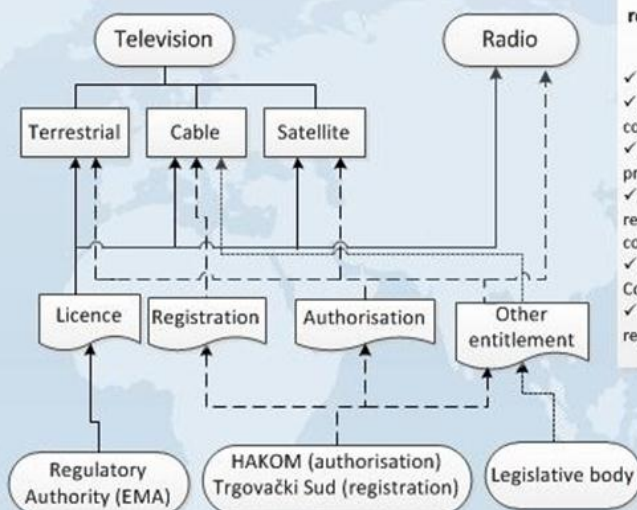 Television
Radio
Terrestrial
Cable
Satellite
Licence
Registration
Authorisation
Other
entitlement
Regulatory
Authority (EMA)
HAKOM (authorisation)
Trgovački Sud (registration)
Legislative body